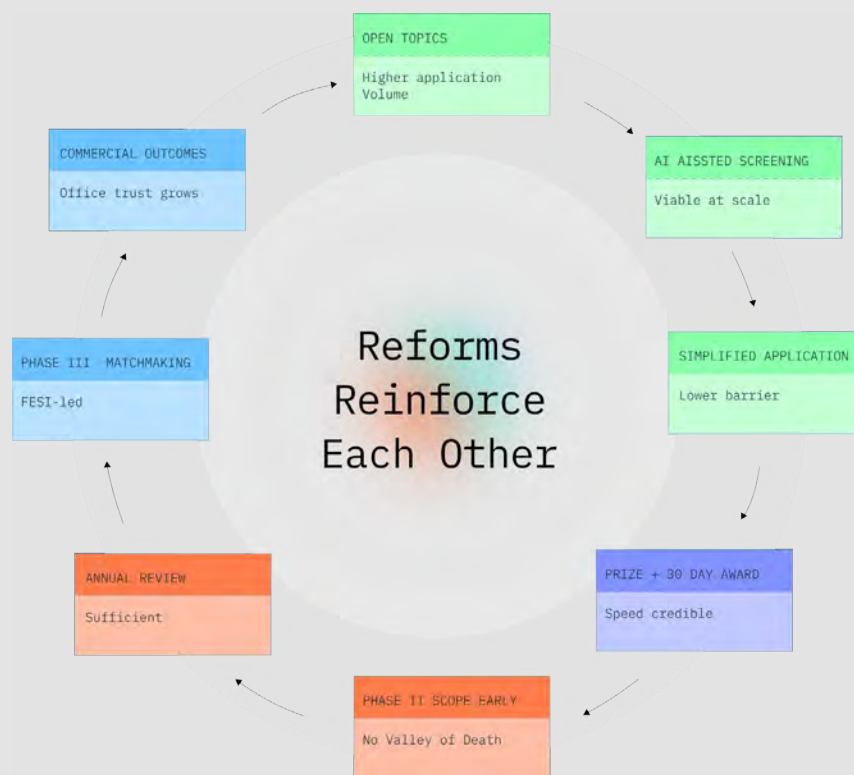 OPEN TOPICS
Higher application
Volume
AI AISSTED SCREENING
Viable at scale
SIMPLIFIED APPLICATION
Lower barrier
PRIZE + 30 DAY AWARD
Speed credible
PHASE II SCOPE EARLY
No Valley of Death
ANNUAL REVIEW
Sufficient
PHASE III MATCHMAKING
FESI-led
COMMERCIAL OUTCOMES
Office trust grows
Reforms
Reinforce
Each Other